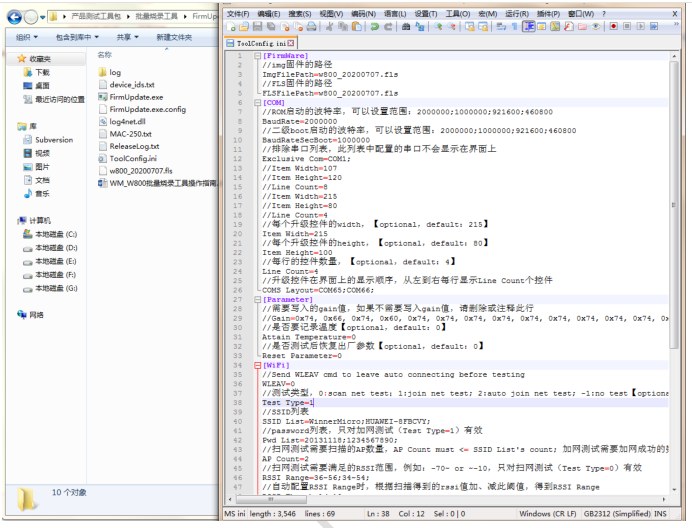 产品测试工具包 ▸ 批量烧录工具 ▸ FirmUp
组织 包含到库中 共享 新建文件夹
收藏夹
下载
桌面
最近访问的位置
库
Subversion
视频
图片
文档
音乐
计算机
本地磁盘 (C:)
本地磁盘 (D:)
本地磁盘 (E:)
本地磁盘 (F:)
本地磁盘 (G:)
网络
名称
log
device_ids.txt
FirmUpdate.exe
FirmUpdate.exe.config
log4net.dll
MAC-250.txt
ReleaseLog.txt
ToolConfig.ini
w800_20200707.fls
WM_W800批量烧录工具操作指南
10 个对象
文件(F) 编辑(E) 搜索(S) 视图(V) 编码(N) 语言(L) 设置(T) 工具(O) 宏(M) 运行(R) 插件(P) 窗口(W) ? X
ToolConfig.ini
1 [FirmWare]
2 //img固件的路径
3 ImgFilePath=w800_20200707.fls
4 //FLS固件的路径
5 FLSFilePath=w800_20200707.fls
6 [COM]
7 //ROM启动的波特率，可以设置范围：2000000;1000000;921600;460800
8 BaudRate=2000000
9 //二级boot启动的波特率，可以设置范围：2000000;1000000;921600;460800
10 BaudRateSecBoot=1000000
11 //排除串口列表，此列表中配置的串口不会显示在界面上
12 Exclusive Com=COM1;
13 //Item Width=107
14 //Item Height=120
15 //Line Count=8
16 //Item Width=215
17 //Item Height=80
18 //Line Count=4
19 //每个升级控件的width，【optional, default: 215】
20 Item Width=215
21 //每个升级控件的height，【optional, default: 80】
22 Item Height=100
23 //每行的控件数量，【optional, default: 4】
24 Line Count=4
25 //升级控件在界面上的显示顺序，从左到右每行显示Line Count个控件
26 COMS Layout=COM65;COM66;
27 [Parameter]
28 //需要写入的gain值，如果不需要写入gain值，请删除或注释此行
29 //Gain=0x74, 0x66, 0x74, 0x60, 0x74, 0x74, 0x74, 0x74, 0x74, 0x74, 0x74, 0x74, 0x74, 0x
30 //是否要记录温度【optional, default: 0】
31 Attain Temperature=0
32 //是否测试后恢复出厂参数【optional, default: 0】
33 Reset Parameter=0
34 [WiFi]
35 //Send WLEAV cmd to leave auto connecting before testing
36 WLEAV=0
37 //测试类型，0:scan net test; 1:join net test; 2:auto join net test; -1:no test【optiona
38 Test Type=1
39 //SSID列表
40 SSID List=WinnerMicro;HUAWEI-8FBCVY;
41 //password列表，只对加网测试（Test Type=1）有效
42 Pwd List=20131118;1234567890;
43 //扫网测试需要扫描的AP数量，AP Count must <= SSID List's count; 加网测试需要加网成功的
44 AP Count=2
45 //扫网测试需要满足的RSSI范围，例如：-70- or --10，只对扫网测试（Test Type=0）有效
46 RSSI Range=36-56;34-54;
47 //自动配置RSSI Range时，根据扫描得到的rssi值加、减此阈值，得到RSSI Range
MS ini length : 3,546 lines : 69 Ln : 38 Col : 12 Sel : 0 | 0 Windows (CR LF) GB2312 (Simplified) INS